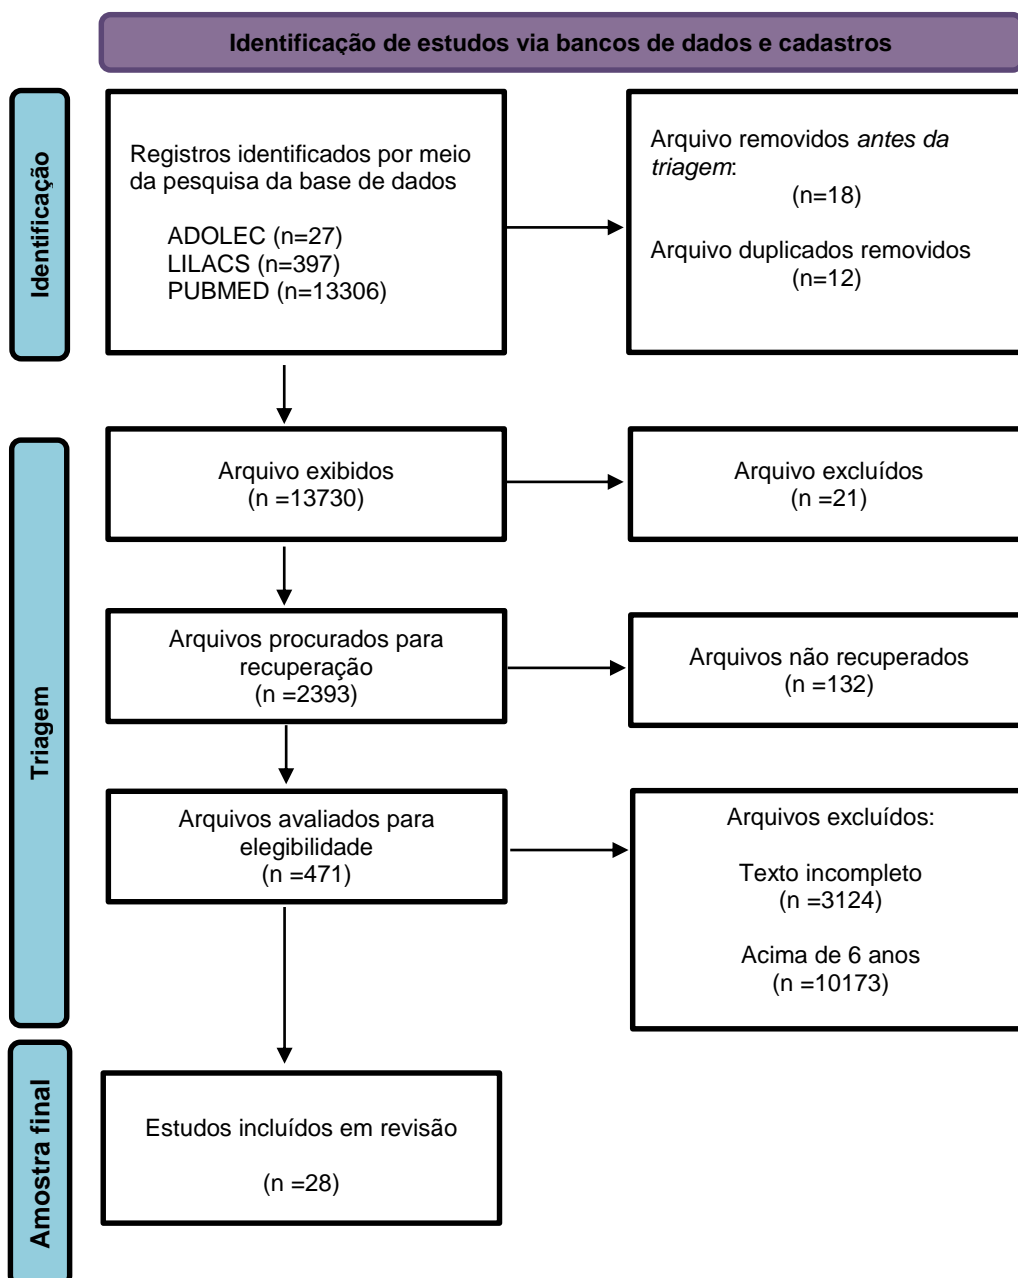 Identificação de estudos via bancos de dados e cadastros
Identificação
Registros identificados por meio
da pesquisa da base de dados
ADOLEC (n=27)
LILACS (n=397)
PUBMED (n=13306)
Arquivo removidos antes da
triagem:
(n=18)
Arquivo duplicados removidos
(n=12)
Triagem
Arquivo exibidos
(n =13730)
Arquivo excluídos
(n =21)
Arquivos procurados para
recuperação
(n =2393)
Arquivos não recuperados
(n =132)
Arquivos avaliados para
elegibilidade
(n =471)
Arquivos excluídos:
Texto incompleto
(n =3124)
Acima de 6 anos
(n =10173)
Amostra final
Estudos incluídos em revisão
(n =28)